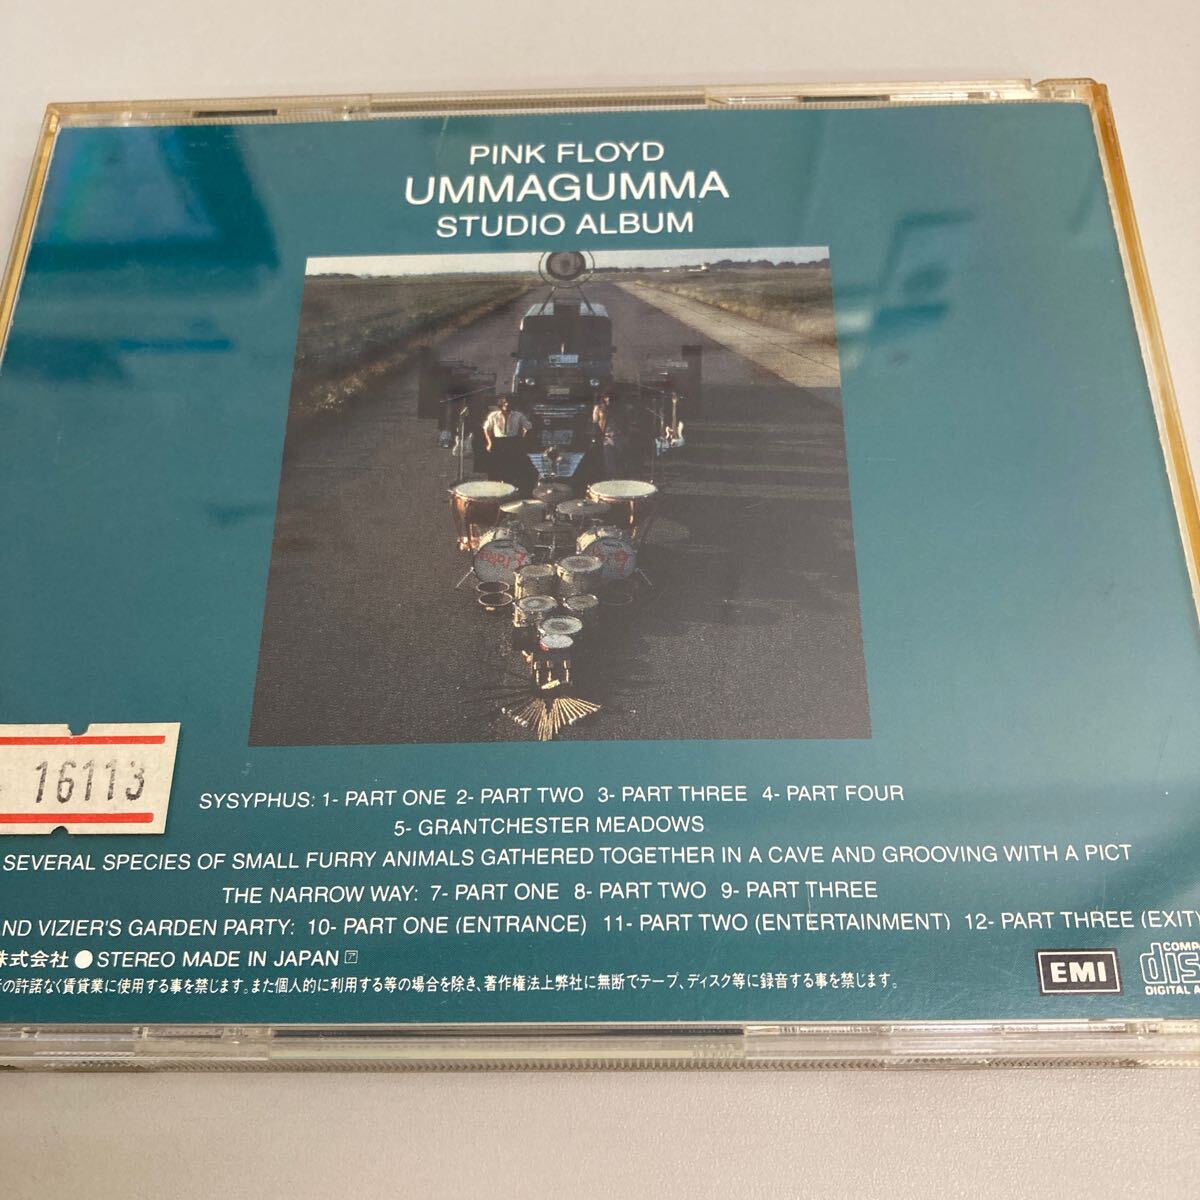 PINK FLOYD
UMMAGUMMA
STUDIO ALBUM
16113
SYSYPHUS: 1- PART ONE 2- PART TWO 3- PART THREE 4- PART FOUR
5- GRANTCHESTER MEADOWS
SEVERAL SPECIES OF SMALL FURRY ANIMALS GATHERED TOGETHER IN A CAVE AND GROOVING WITH A PICT
THE NARROW WAY: 7- PART ONE 8- PART TWO 9- PART THREE
ND VIZIER'S GARDEN PARTY: 10- PART ONE (ENTRANCE) 11- PART TWO (ENTERTAINMENT) 12- PART THREE (EXIT)
株式会社 ● STEREO MADE IN JAPAN
の許諾なく賃貸業に使用する事を禁じます。また個人的に利用する等の場合を除き、著作権法上弊社に無断でテープ、ディスク等に録音する事を禁じます。
EMI
COMPA
dis
DIGITAL A